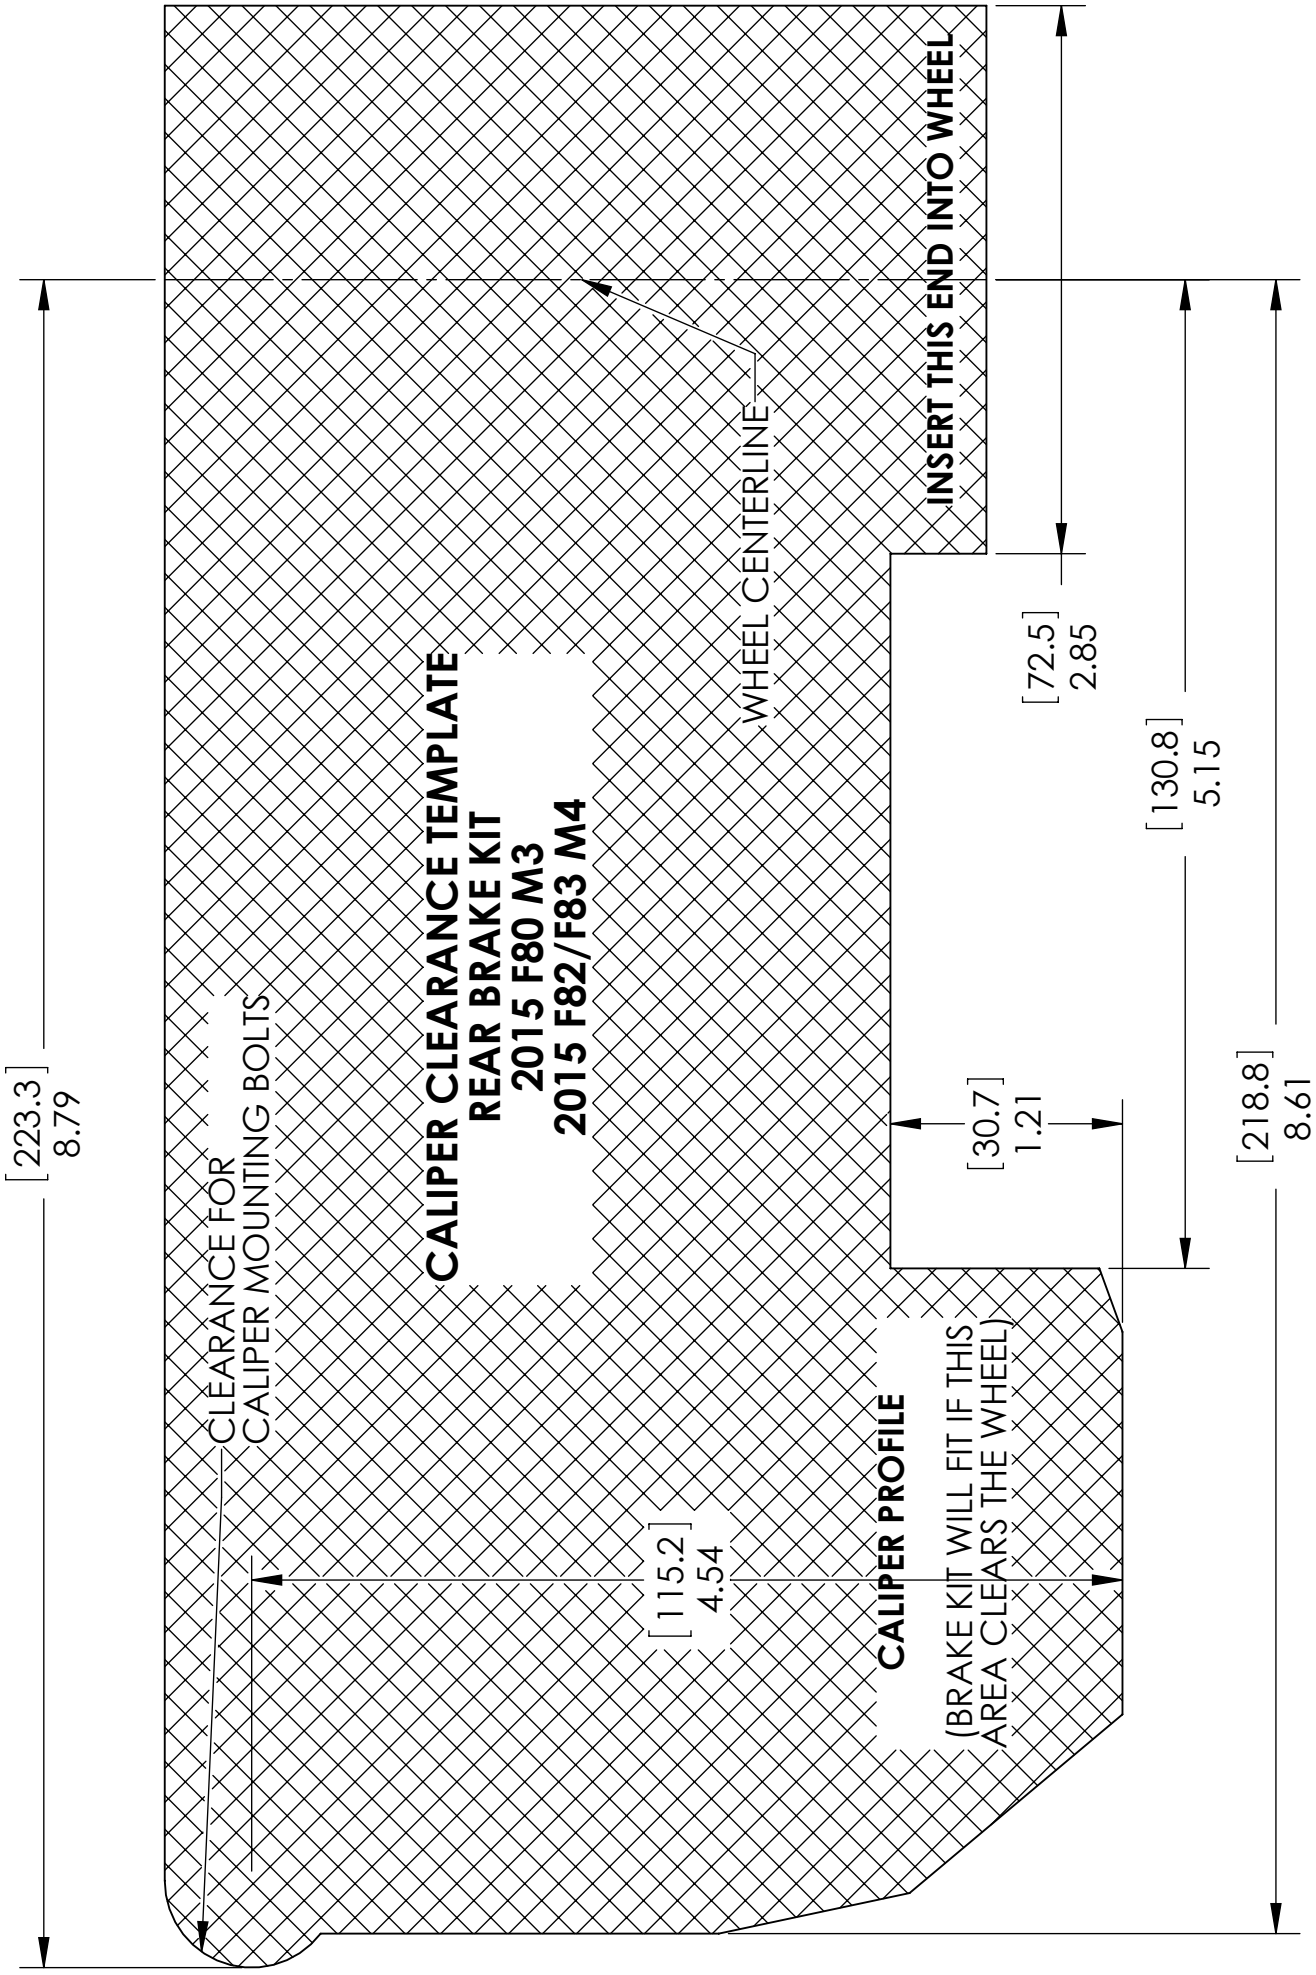 CALIPER CLEARANCE TEMPLATE
REAR BRAKE KIT
2015 F80 M3
2015 F82/F83 M4
CLEARANCE FOR
CALIPER MOUNTING BOLTS
WHEEL CENTERLINE
INSERT THIS END INTO WHEEL
CALIPER PROFILE
(BRAKE KIT WILL FIT IF THIS
AREA CLEARS THE WHEEL)
[223.3]
8.79
[115.2]
4.54
[30.7]
1.21
[72.5]
2.85
[130.8]
5.15
[218.8]
8.61